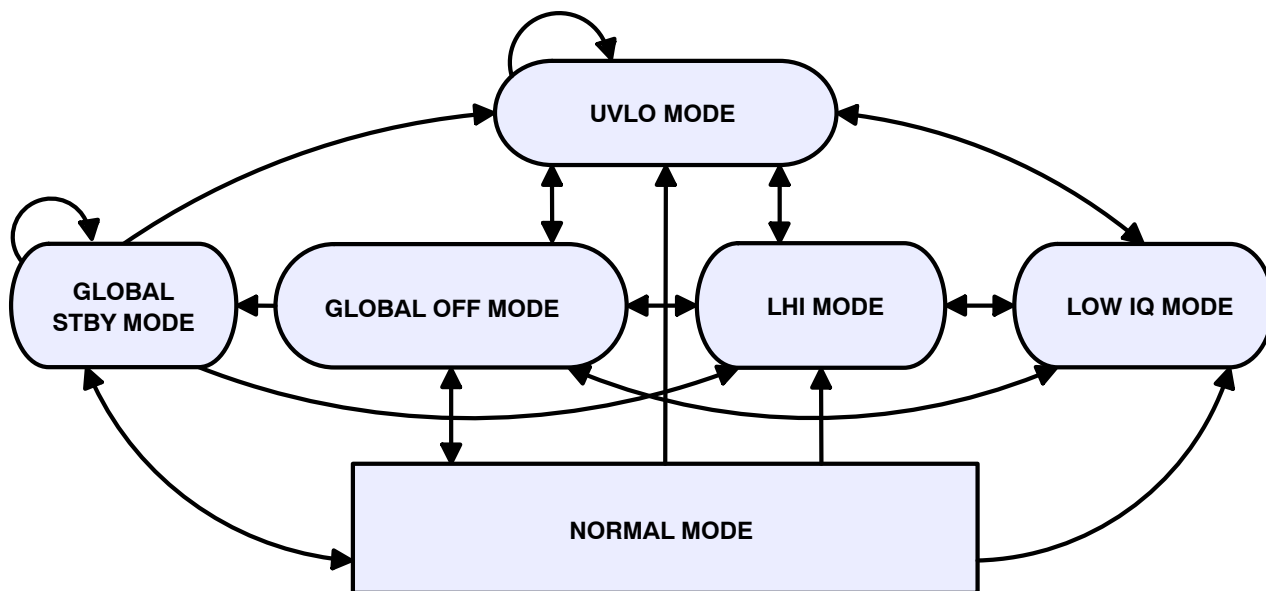 UVLO MODE
GLOBAL
STBY MODE
GLOBAL OFF MODE
LHI MODE
LOW IQ MODE
NORMAL MODE